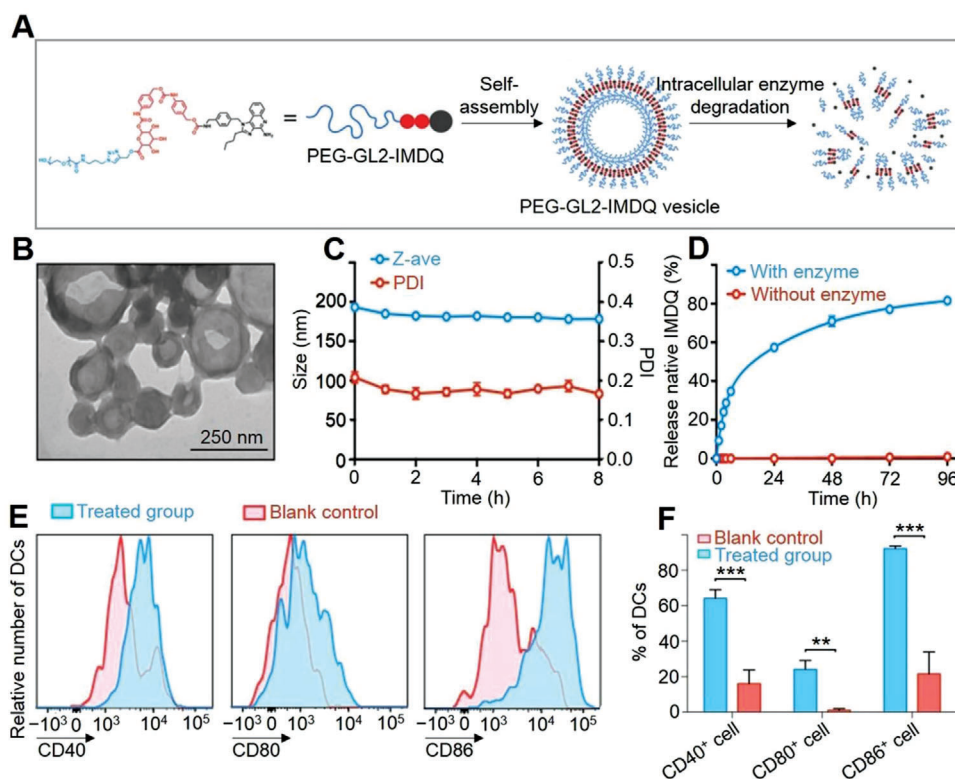 A
Self-
assembly
Intracellular enzyme
degradation
=
PEG-GL2-IMDQ
PEG-GL2-IMDQ vesicle
B
250 nm
C
Z-ave
PDI
Size (nm)
200
150
100
50
0
0.5
0.4
0.3
0.2
0.1
0.0
PDI
0 2 4 6 8
Time (h)
D
With enzyme
Without enzyme
Release native IMDQ (%)
80
60
40
20
0
0 24 48 72 96
Time (h)
E
Treated group
Blank control
Relative number of DCs
−10³ 10³ 10⁴ 10⁵
CD40
−10³ 10³ 10⁴ 10⁵
CD80
−10³ 10³ 10⁴ 10⁵
CD86
F
Blank control
Treated group
% of DCs
80
60
40
20
0
***
**
***
CD40⁺ cell
CD80⁺ cell
CD86⁺ cell